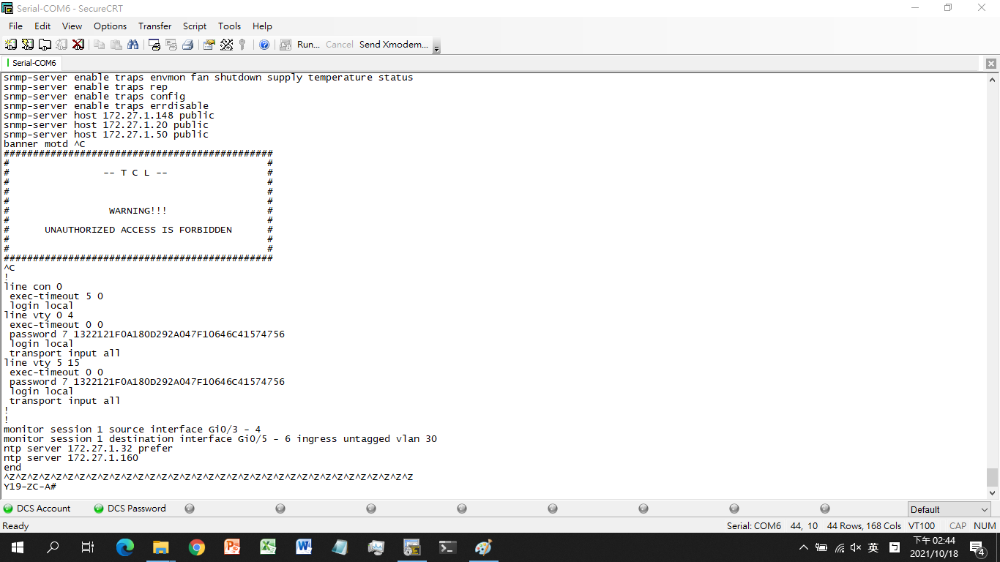 Serial-COM6 - SecureCRT
File Edit View Options Transfer Script Tools Help
Run... Cancel Send Xmodem...
Serial-COM6
snmp-server enable traps envmon fan shutdown supply temperature status
snmp-server enable traps rep
snmp-server enable traps config
snmp-server enable traps errdisable
snmp-server host 172.27.1.148 public
snmp-server host 172.27.1.20 public
snmp-server host 172.27.1.50 public
banner motd ^C
##############################################
#                                            #
#                -- T C L --                 #
#                                            #
#                                            #
#                                            #
#                 WARNING!!!                 #
#                                            #
#      UNAUTHORIZED ACCESS IS FORBIDDEN      #
#                                            #
#                                            #
##############################################
^C
!
line con 0
 exec-timeout 5 0
 login local
line vty 0 4
 exec-timeout 0 0
 password 7 1322121F0A180D292A047F10646C41574756
 login local
 transport input all
line vty 5 15
 exec-timeout 0 0
 password 7 1322121F0A180D292A047F10646C41574756
 login local
 transport input all
!
!
monitor session 1 source interface Gi0/3 - 4
monitor session 1 destination interface Gi0/5 - 6 ingress untagged vlan 30
ntp server 172.27.1.32 prefer
ntp server 172.27.1.160
end
^Z^Z^Z^Z^Z^Z^Z^Z^Z^Z^Z^Z^Z^Z^Z^Z^Z^Z^Z^Z^Z^Z^Z^Z^Z^Z^Z^Z^Z^Z^Z^Z^Z^Z^Z
Y19-ZC-A#
DCS Account DCS Password Default
Ready Serial: COM6 44, 10 44 Rows, 168 Cols VT100 CAP NUM
英 下午 02:44
2021/10/18 4